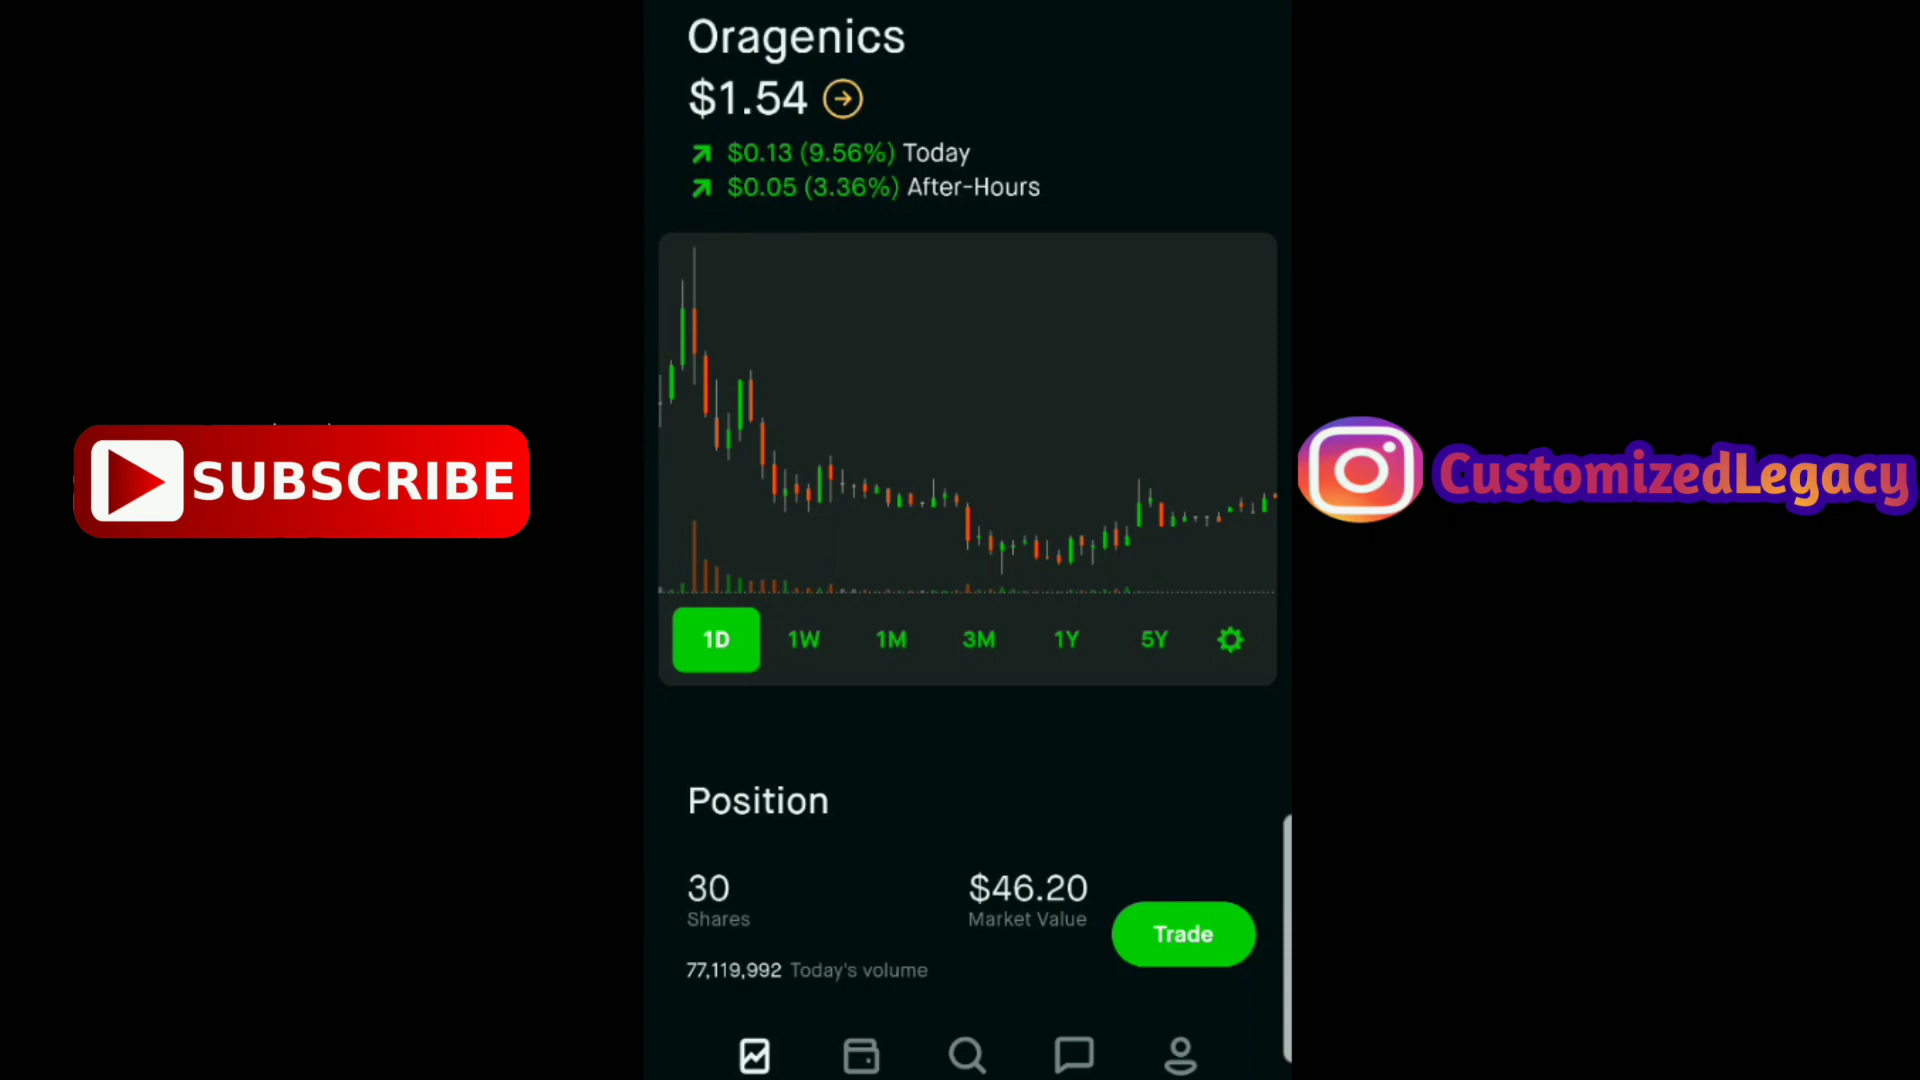 Oragenics
$1.54
$0.13 (9.56%) Today
$0.05 (3.36%) After-Hours
SUBSCRIBE
CustomizedLegacy
1D 1W 1M 3M 1Y 5Y
Position
30 $46.20
Shares Market Value
Trade
77,119,992 Today's volume